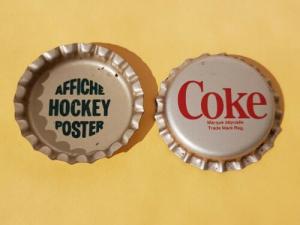 AFFICHE
HOCKEY
POSTER
Coke
Marque déposée
Trade Mark Reg.